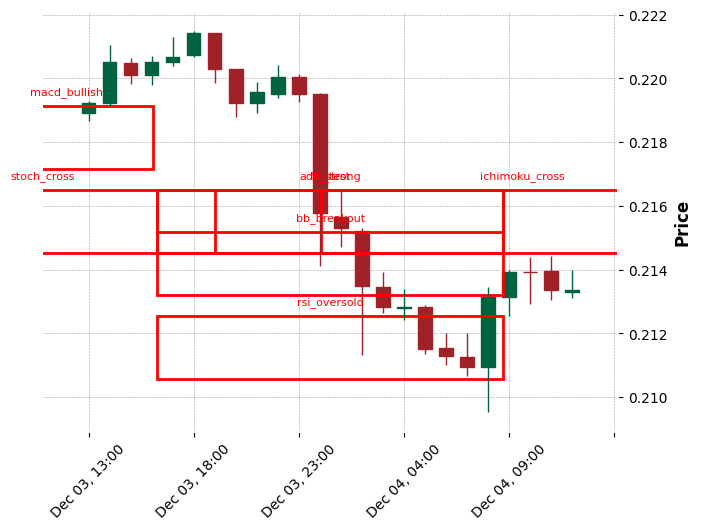 0.222
0.220
0.218
0.216
0.214
0.212
0.210
Price
macd_bullish
stoch_cross
ichimoku_cross
bb_breakout
rsi_oversold
Dec 03, 13:00
Dec 03, 18:00
Dec 03, 23:00
Dec 04, 04:00
Dec 04, 09:00